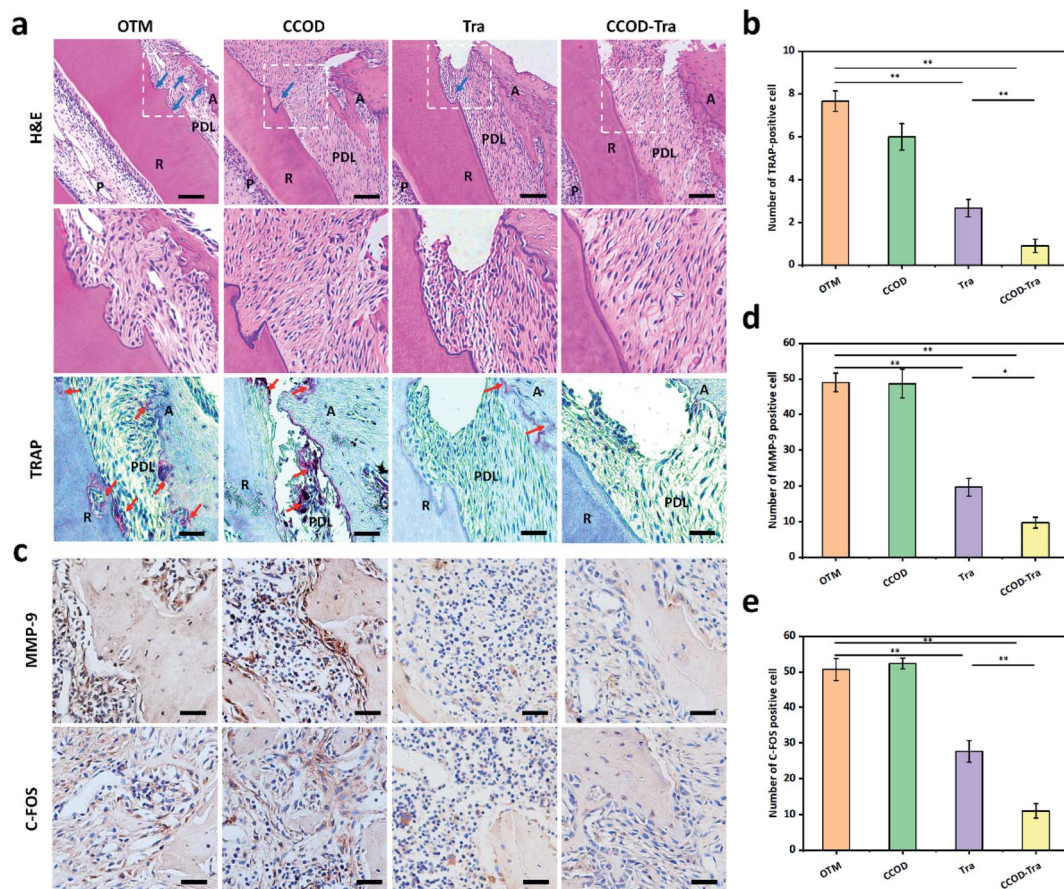 a
OTM
CCOD
Tra
CCOD-Tra
H&E
A
PDL
R
P
A
PDL
R
P
A
PDL
R
P
A
PDL
R
P
TRAP
A
PDL
R
A
R
PDL
A
PDL
R
A
PDL
R
c
MMP-9
C-FOS
b
Number of TRAP-positive cell
10
8
6
4
2
0
**
**
**
OTM
CCOD
Tra
CCOD-Tra
d
Number of MMP-9 positive cell
60
50
40
30
20
10
0
**
**
*
OTM
CCOD
Tra
CCOD-Tra
e
Number of C-FOS positive cell
60
50
40
30
20
10
0
**
**
**
OTM
CCOD
Tra
CCOD-Tra